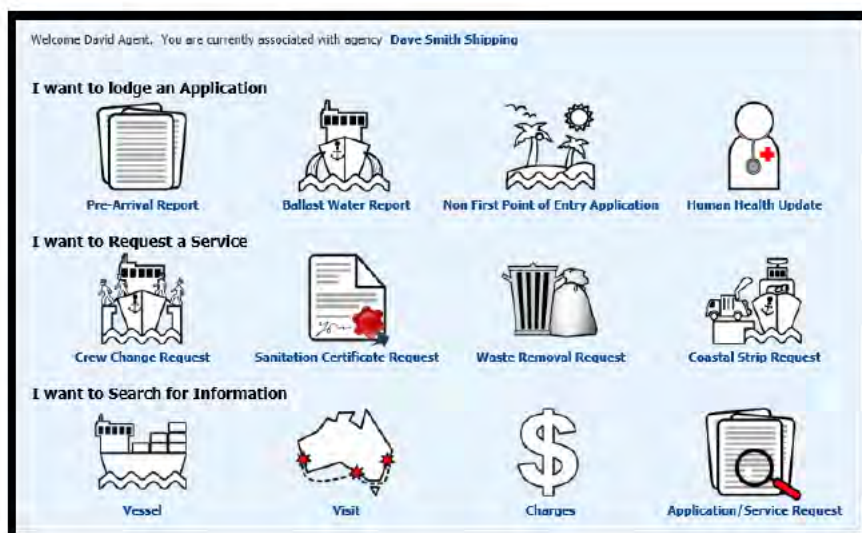 Welcome David Agent. You are currently associated with agency Dave Smith Shipping
I want to lodge an Application
Pre-Arrival Report
Ballast Water Report
Non First Point of Entry Application
Human Health Update
I want to Request a Service
Crew Change Request
Sanitation Certificate Request
Waste Removal Request
Coastal Strip Request
I want to Search for Information
$
Vessel
Visit
Charges
Application/Service Request